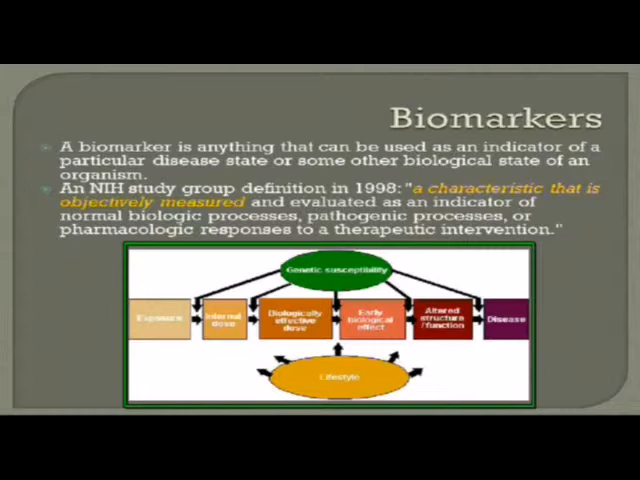 Biomarkers
A biomarker is anything that can be used as an indicator of a
particular disease state or some other biological state of an
organism.
An NIH study group definition in 1998: "a characteristic that is
objectively measured and evaluated as an indicator of
normal biologic processes, pathogenic processes, or
pharmacologic responses to a therapeutic intervention."
Genetic susceptibility
Exposure
Internal
dose
Biologically
effective
dose
Early
biological
effect
Altered
structure
/function
Disease
Lifestyle